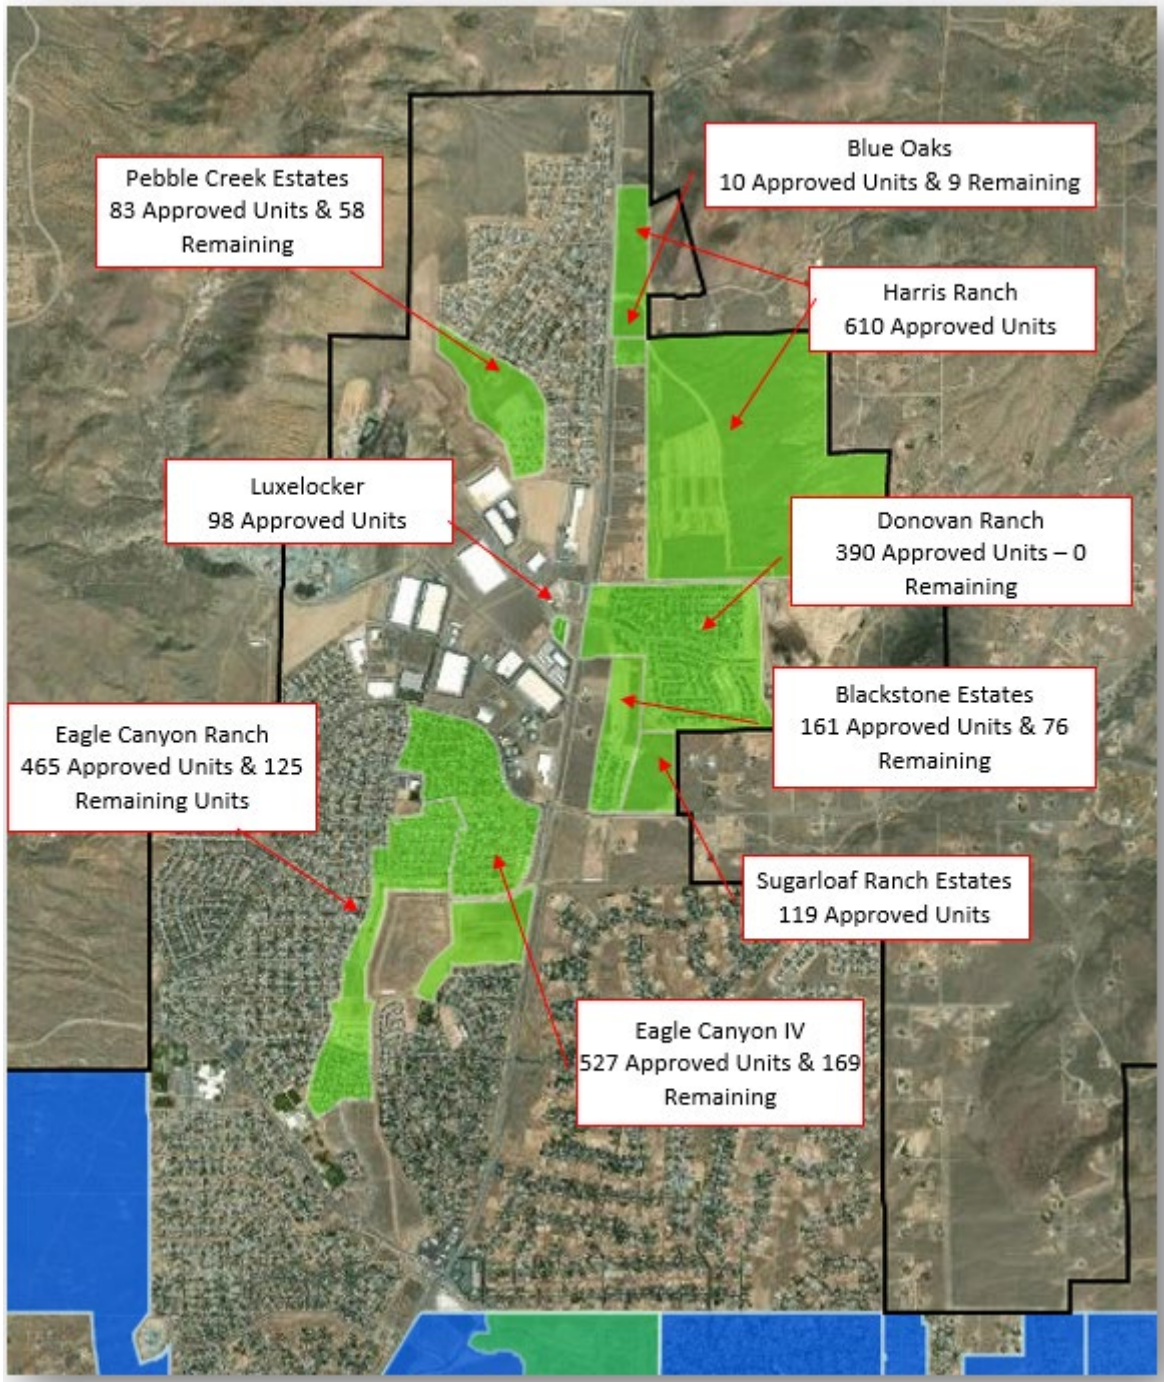 Blue Oaks
10 Approved Units & 9 Remaining
Pebble Creek Estates
83 Approved Units & 58
Remaining
Harris Ranch
610 Approved Units
Luxelocker
98 Approved Units
Donovan Ranch
390 Approved Units – 0
Remaining
Blackstone Estates
161 Approved Units & 76
Remaining
Eagle Canyon Ranch
465 Approved Units & 125
Remaining Units
Sugarloaf Ranch Estates
119 Approved Units
Eagle Canyon IV
527 Approved Units & 169
Remaining